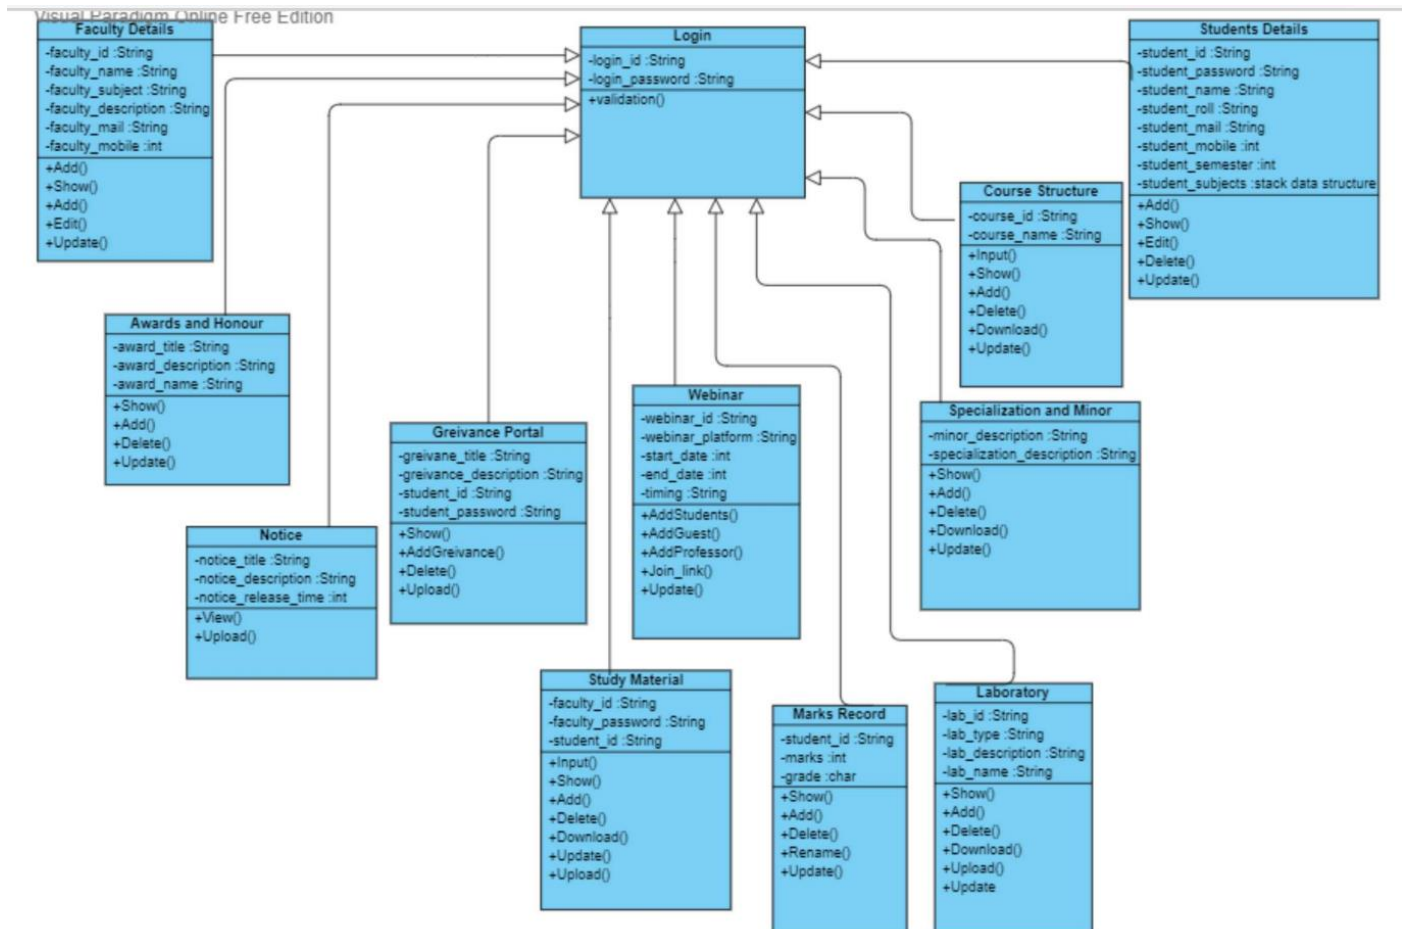 Visual Paradigm Online Free Edition
Faculty Details
-faculty_id :String
-faculty_name :String
-faculty_subject :String
-faculty_description :String
-faculty_mail :String
-faculty_mobile :int
+Add()
+Show()
+Add()
+Edit()
+Update()
Login
-login_id :String
-login_password :String
+validation()
Students Details
-student_id :String
-student_password :String
-student_name :String
-student_roll :String
-student_mail :String
-student_mobile :int
-student_semester :int
-student_subjects :stack data structure
+Add()
+Show()
+Edit()
+Delete()
+Update()
Course Structure
-course_id :String
-course_name :String
+Input()
+Show()
+Add()
+Delete()
+Download()
+Update()
Awards and Honour
-award_title :String
-award_description :String
-award_name :String
+Show()
+Add()
+Delete()
+Update()
Greivance Portal
-greivane_title :String
-greivance_description :String
-student_id :String
-student_password :String
+Show()
+AddGreivance()
+Delete()
+Upload()
Webinar
-webinar_id :String
-webinar_platform :String
-start_date :int
-end_date :int
-timing :String
+AddStudents()
+AddGuest()
+AddProfessor()
+Join_link()
+Update()
Specialization and Minor
-minor_description :String
-specialization_description :String
+Show()
+Add()
+Delete()
+Download()
+Update()
Notice
-notice_title :String
-notice_description :String
-notice_release_time :int
+View()
+Upload()
Study Material
-faculty_id :String
-faculty_password :String
-student_id :String
+Input()
+Show()
+Add()
+Delete()
+Download()
+Update()
+Upload()
Marks Record
-student_id :String
-marks :int
-grade :char
+Show()
+Add()
+Delete()
+Rename()
+Update()
Laboratory
-lab_id :String
-lab_type :String
-lab_description :String
-lab_name :String
+Show()
+Add()
+Delete()
+Download()
+Upload()
+Update